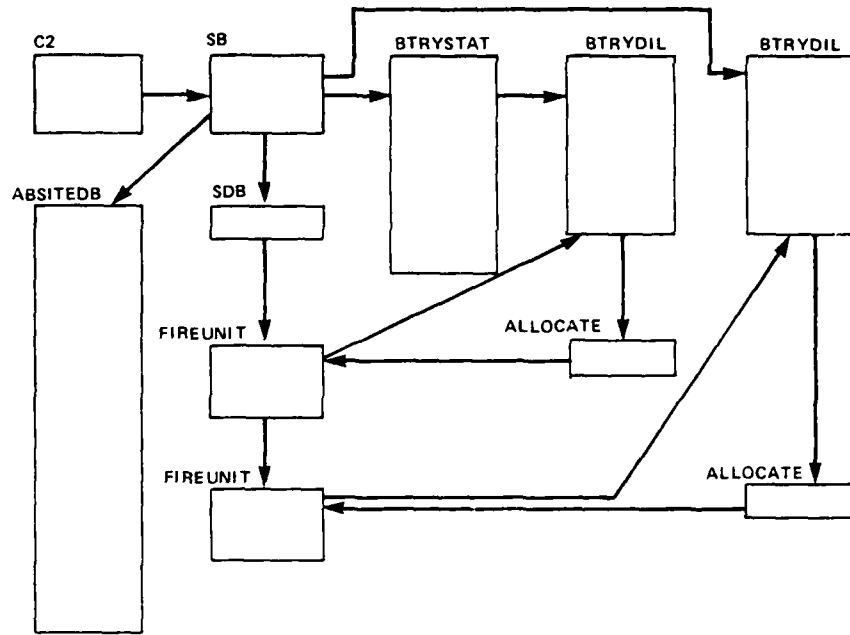 C2
SB
BTRYSTAT
BTRYDIL
BTRYDIL
ABSITEDB
SDB
FIREUNIT
ALLOCATE
FIREUNIT
ALLOCATE